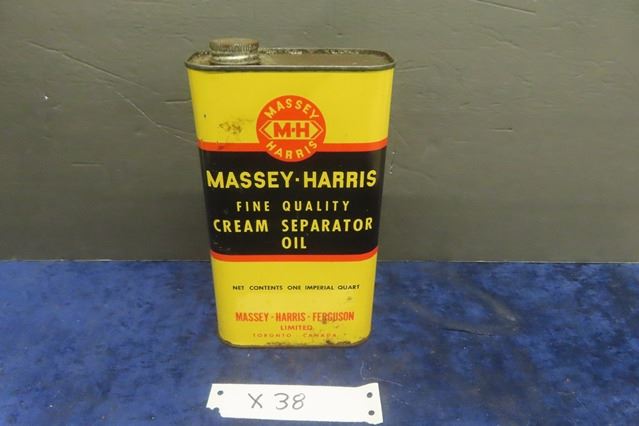 MASSEY
M-H
HARRIS
MASSEY-HARRIS
FINE QUALITY
CREAM SEPARATOR
OIL
NET CONTENTS ONE IMPERIAL QUART
MASSEY-HARRIS-FERGUSON
LIMITED
TORONTO CANADA
X 38